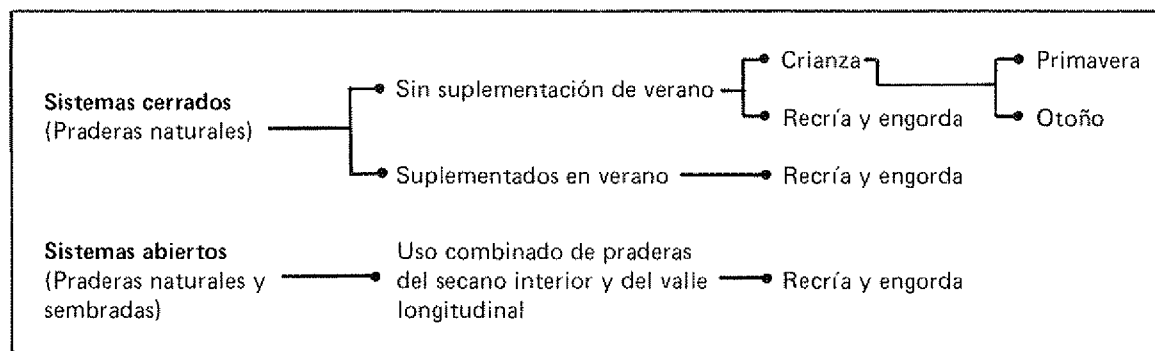 Crianza
Primavera
Sin suplementación de verano
Sistemas cerrados
(Praderas naturales)
Recría y engorda
Otoño
Suplementados en verano
Recría y engorda
Sistemas abiertos
(Praderas naturales y
sembradas)
Uso combinado de praderas
del secano interior y del valle
longitudinal
Recría y engorda